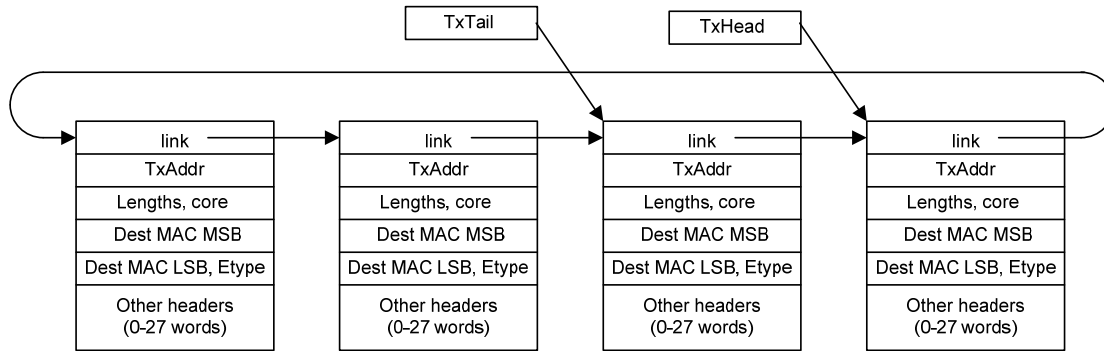 TxTail
TxHead
link
link
link
link
TxAddr
TxAddr
TxAddr
TxAddr
Lengths, core
Lengths, core
Lengths, core
Lengths, core
Dest MAC MSB
Dest MAC MSB
Dest MAC MSB
Dest MAC MSB
Dest MAC LSB, Etype
Dest MAC LSB, Etype
Dest MAC LSB, Etype
Dest MAC LSB, Etype
Other headers
(0-27 words)
Other headers
(0-27 words)
Other headers
(0-27 words)
Other headers
(0-27 words)